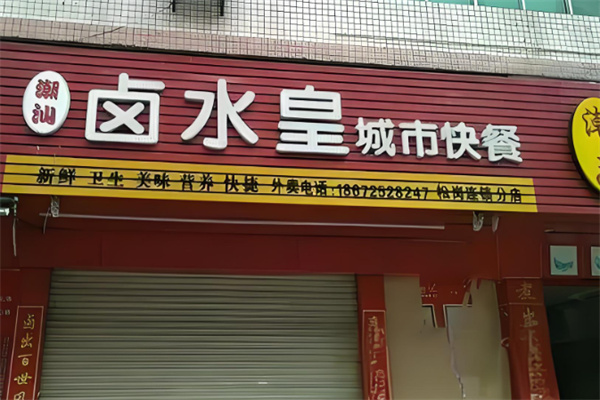 潮汕
卤水皇城市快餐
新鲜 卫生 美味 营养 快捷 外卖电话:18672528247 松岗连锁分店